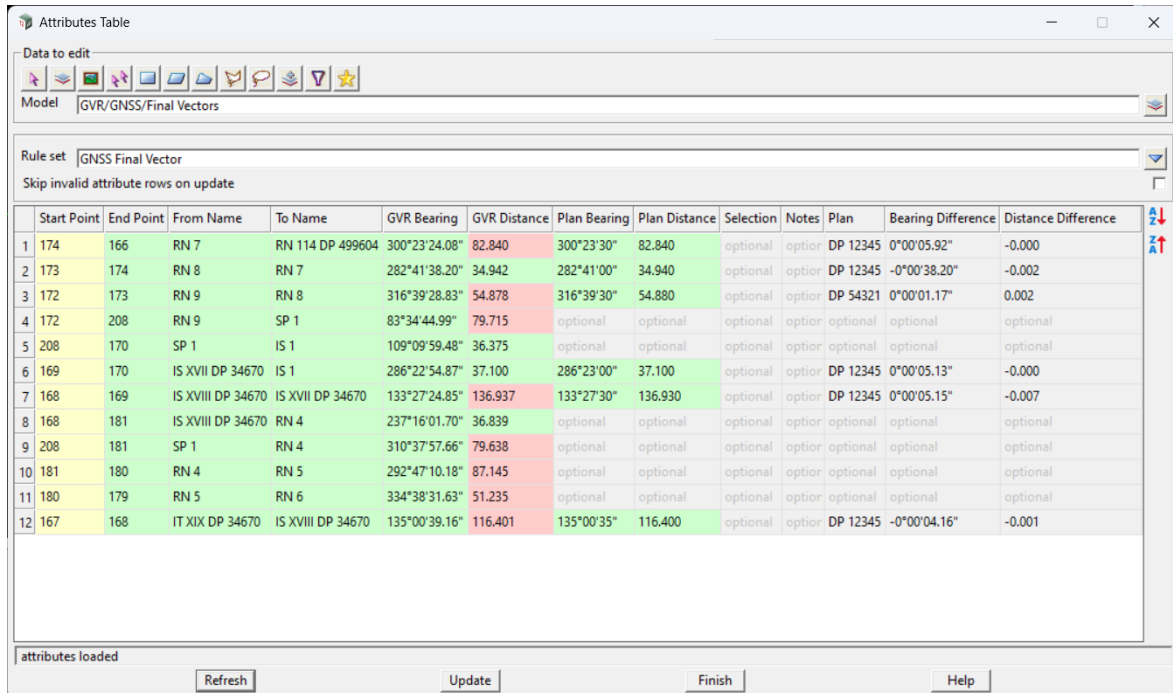 Attributes Table
Data to edit
Model GVR/GNSS/Final Vectors
Rule set GNSS Final Vector
Skip invalid attribute rows on update
Start Point End Point From Name To Name GVR Bearing GVR Distance Plan Bearing Plan Distance Selection Notes Plan Bearing Difference Distance Difference
1 174 166 RN 7 RN 114 DP 499604 300°23'24.08" 82.840 300°23'30" 82.840 optional option DP 12345 0°00'05.92" -0.000
2 173 174 RN 8 RN 7 282°41'38.20" 34.942 282°41'00" 34.940 optional option DP 12345 -0°00'38.20" -0.002
3 172 173 RN 9 RN 8 316°39'28.83" 54.878 316°39'30" 54.880 optional option DP 54321 0°00'01.17" 0.002
4 172 208 RN 9 SP 1 83°34'44.99" 79.715 optional optional optional option optional optional optional
5 208 170 SP 1 IS 1 109°09'59.48" 36.375 optional optional optional option optional optional optional
6 169 170 IS XVII DP 34670 IS 1 286°22'54.87" 37.100 286°23'00" 37.100 optional option DP 12345 0°00'05.13" -0.000
7 168 169 IS XVIII DP 34670 IS XVII DP 34670 133°27'24.85" 136.937 133°27'30" 136.930 optional option DP 12345 0°00'05.15" -0.007
8 168 181 IS XVIII DP 34670 RN 4 237°16'01.70" 36.839 optional optional optional option optional optional optional
9 208 181 SP 1 RN 4 310°37'57.66" 79.638 optional optional optional option optional optional optional
10 181 180 RN 4 RN 5 292°47'10.18" 87.145 optional optional optional option optional optional optional
11 180 179 RN 5 RN 6 334°38'31.63" 51.235 optional optional optional option optional optional optional
12 167 168 IT XIX DP 34670 IS XVIII DP 34670 135°00'39.16" 116.401 135°00'35" 116.400 optional option DP 12345 -0°00'04.16" -0.001
attributes loaded
Refresh Update Finish Help